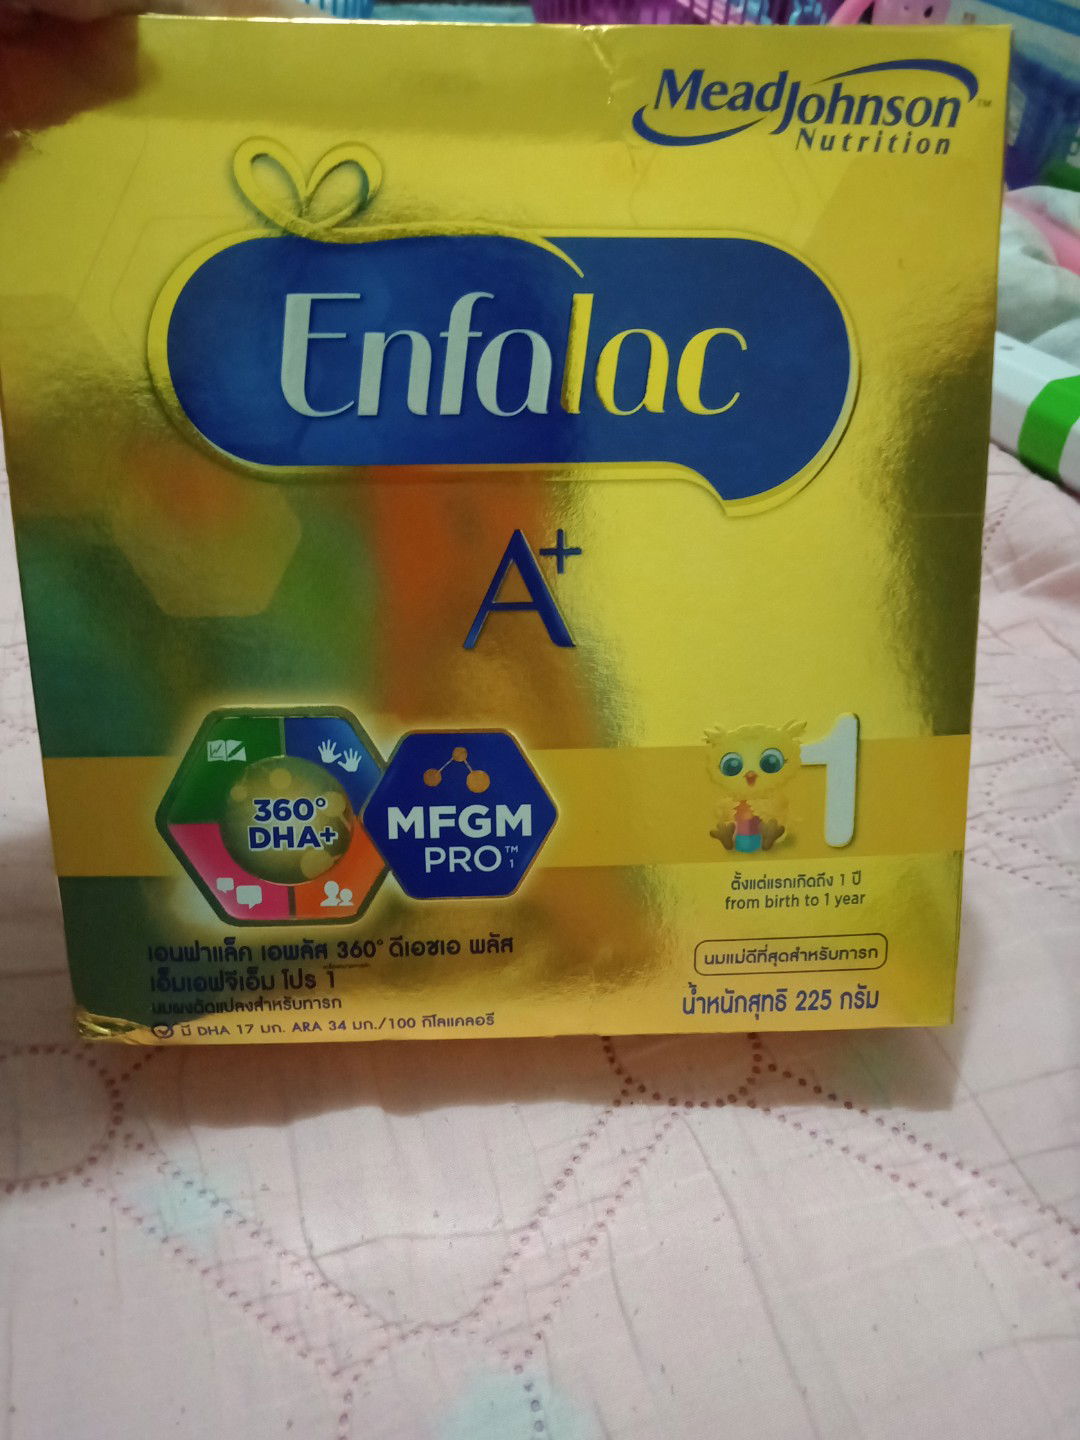 MeadJohnson™
Nutrition
Enfalac
A+
360°
DHA+
MFGM
PRO™ 1
1
ตั้งแต่แรกเกิดถึง 1 ปี
from birth to 1 year
นมแม่ดีที่สุดสำหรับทารก
น้ำหนักสุทธิ 225 กรัม
เอนฟาแล็ค เอพลัส 360° ดีเอชเอ พลัส
เอ็มเอฟจีเอ็ม โปร 1
นมผงดัดแปลงสำหรับทารก
มี DHA 17 มก. ARA 34 มก./100 กิโลแคลอรี